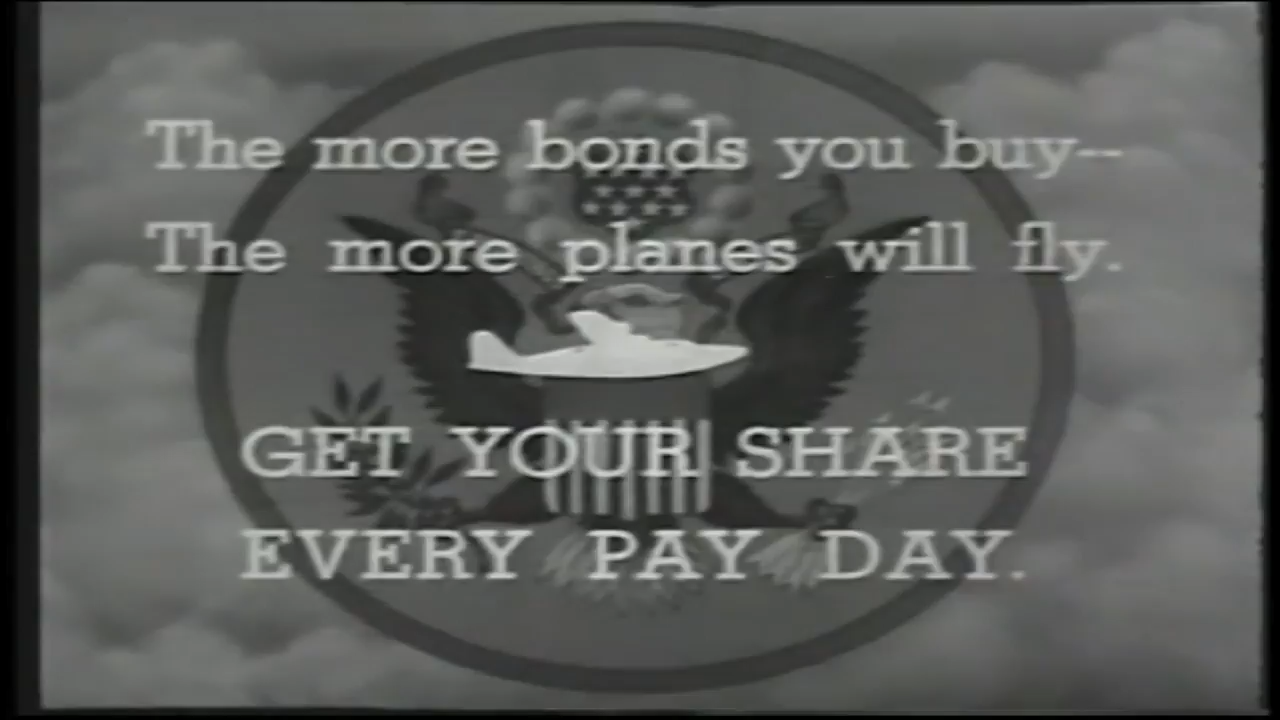 The more bonds you buy--
The more planes will fly.
GET YOUR SHARE
EVERY PAY DAY.